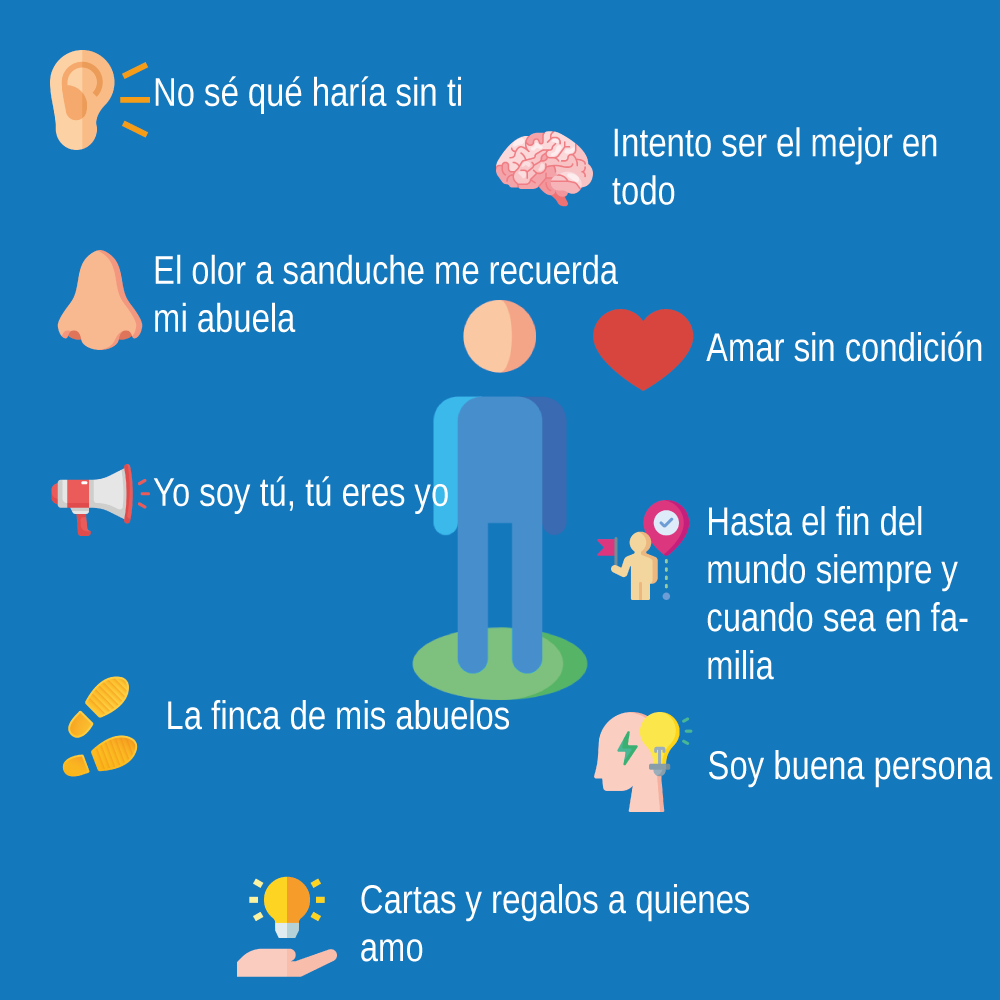 No sé qué haría sin ti
Intento ser el mejor en
todo
El olor a sanduche me recuerda
mi abuela
Amar sin condición
Yo soy tú, tú eres yo
Hasta el fin del
mundo siempre y
cuando sea en fa-
milia
La finca de mis abuelos
Soy buena persona
Cartas y regalos a quienes
amo